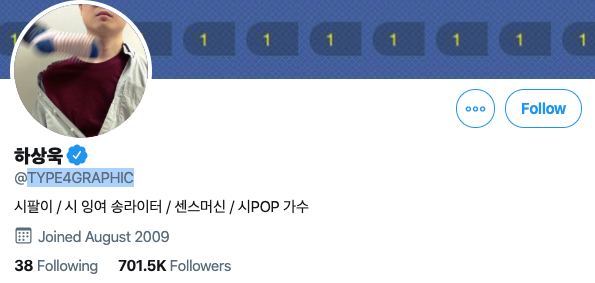 1 1 1 1 1 1 1 1
Follow
하상욱
@TYPE4GRAPHIC
시팔이 / 시 잉여 송라이터 / 센스머신 / 시POP 가수
Joined August 2009
38 Following 701.5K Followers